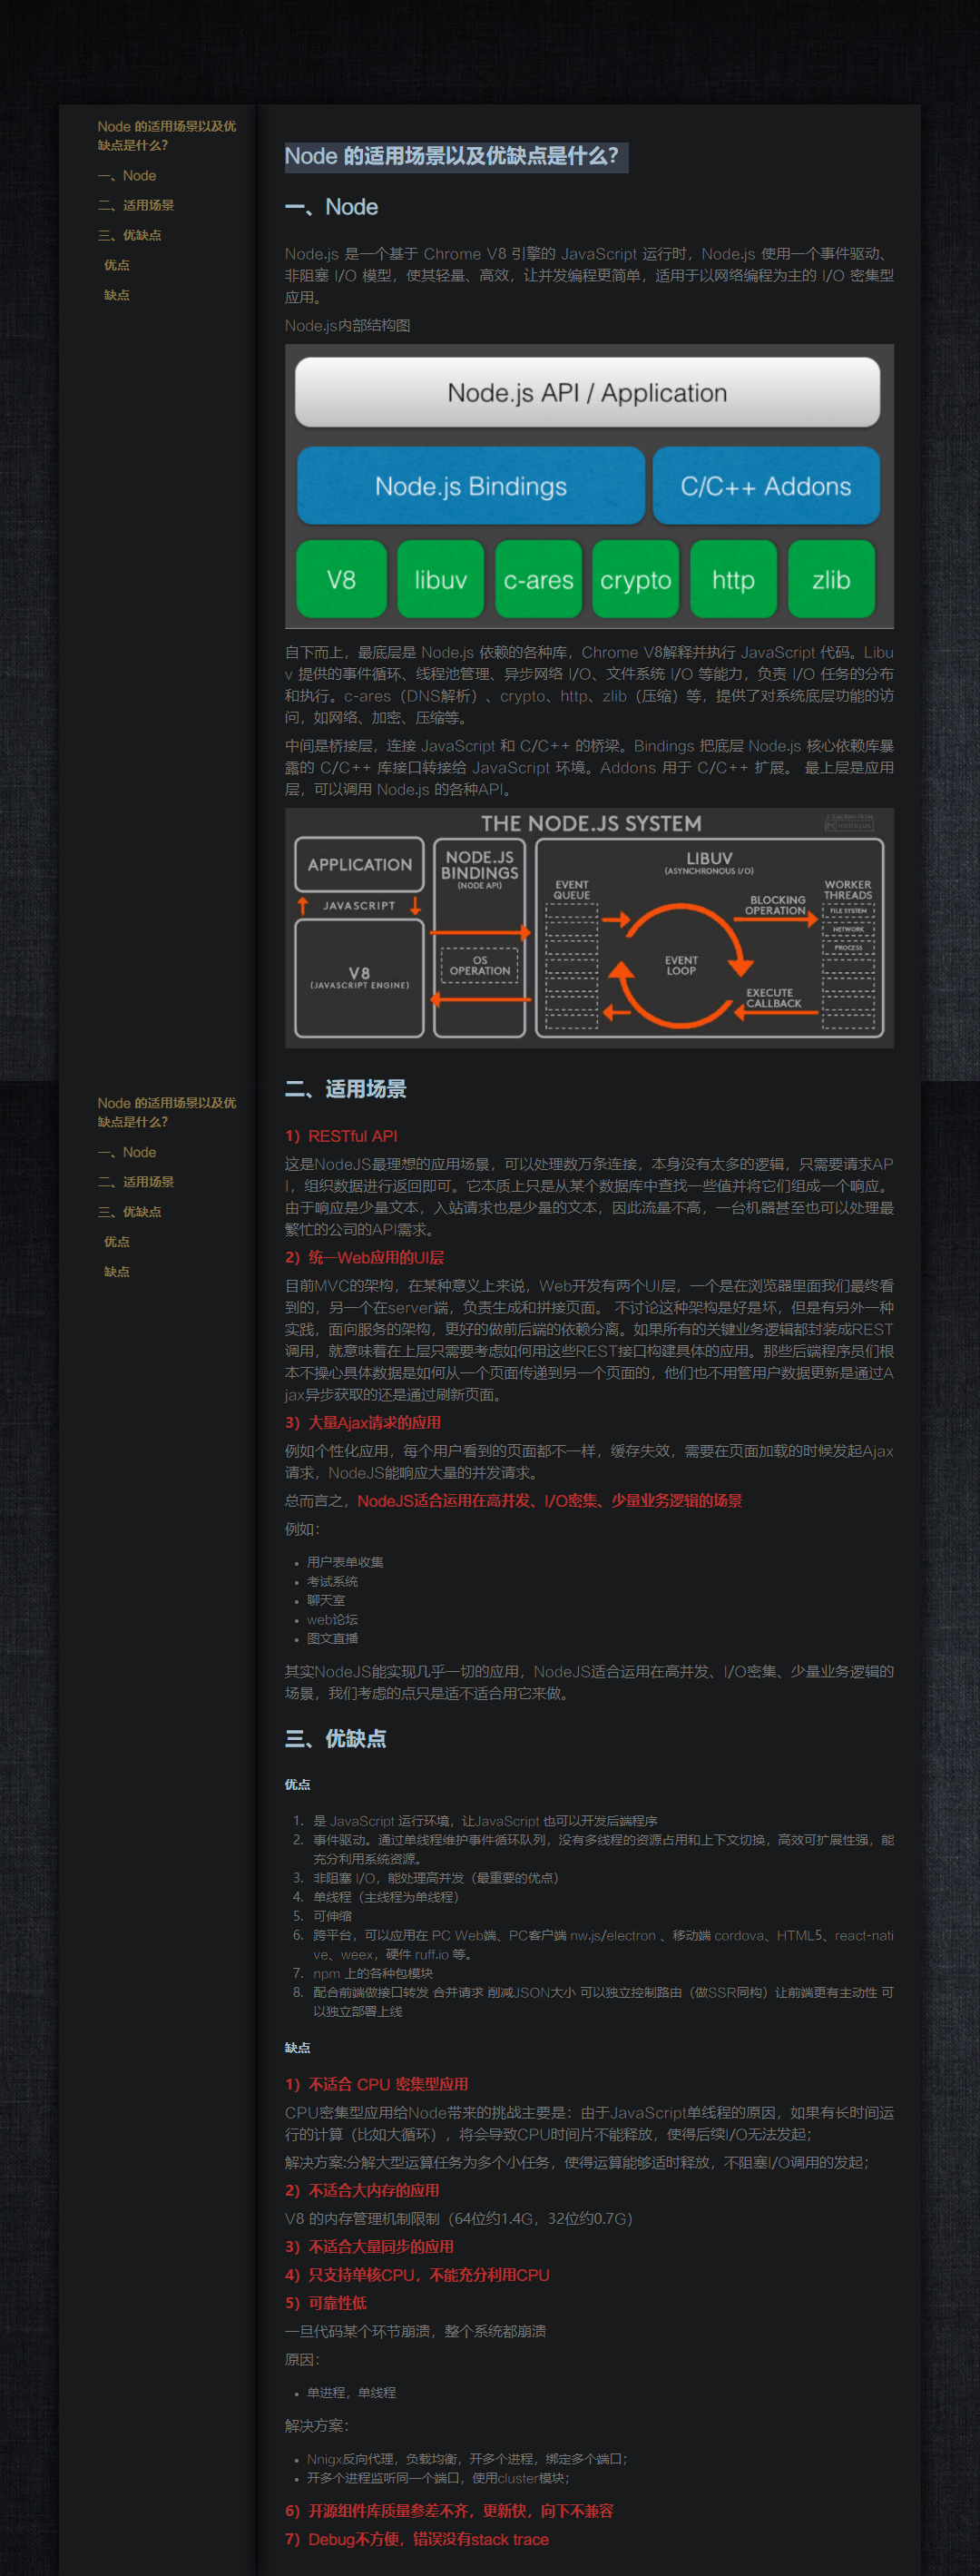 Node 的适用场景以及优
缺点是什么?
一、Node
二、适用场景
三、优缺点
优点
缺点
Node 的适用场景以及优缺点是什么?
一、Node
Node.js 是一个基于 Chrome V8 引擎的 JavaScript 运行时，Node.js 使用一个事件驱动、
非阻塞 I/O 模型，使其轻量、高效，让并发编程更简单，适用于以网络编程为主的 I/O 密集型
应用。
Node.js内部结构图
Node.js API / Application
Node.js Bindings
C/C++ Addons
V8
libuv
c-ares
crypto
http
zlib
自下而上，最底层是 Node.js 依赖的各种库，Chrome V8解释并执行 JavaScript 代码。Libu
v 提供的事件循环、线程池管理、异步网络 I/O、文件系统 I/O 等能力，负责 I/O 任务的分布
和执行。c-ares（DNS解析）、crypto、http、zlib（压缩）等，提供了对系统底层功能的访
问，如网络、加密、压缩等。
中间是桥接层，连接 JavaScript 和 C/C++ 的桥梁。Bindings 把底层 Node.js 核心依赖库暴
露的 C/C++ 库接口转接给 JavaScript 环境。Addons 用于 C/C++ 扩展。 最上层是应用
层，可以调用 Node.js 的各种API。
THE NODE.JS SYSTEM
A DIAGRAM FROM
APPLICATION
JAVASCRIPT
V8
(JAVASCRIPT ENGINE)
NODE.JS
BINDINGS
(NODE API)
OS
OPERATION
LIBUV
(ASYNCHRONOUS I/O)
EVENT
QUEUE
EVENT
LOOP
BLOCKING
OPERATION
EXECUTE
CALLBACK
WORKER
THREADS
FILE SYSTEM
NETWORK
PROCESS
Node 的适用场景以及优
缺点是什么?
一、Node
二、适用场景
三、优缺点
优点
缺点
二、适用场景
1）RESTful API
这是NodeJS最理想的应用场景，可以处理数万条连接，本身没有太多的逻辑，只需要请求AP
I，组织数据进行返回即可。它本质上只是从某个数据库中查找一些值并将它们组成一个响应。
由于响应是少量文本，入站请求也是少量的文本，因此流量不高，一台机器甚至也可以处理最
繁忙的公司的API需求。
2）统一Web应用的UI层
目前MVC的架构，在某种意义上来说，Web开发有两个UI层，一个是在浏览器里面我们最终看
到的，另一个在server端，负责生成和拼接页面。 不讨论这种架构是好是坏，但是有另外一种
实践，面向服务的架构，更好的做前后端的依赖分离。如果所有的关键业务逻辑都封装成REST
调用，就意味着在上层只需要考虑如何用这些REST接口构建具体的应用。那些后端程序员们根
本不操心具体数据是如何从一个页面传递到另一个页面的，他们也不用管用户数据更新是通过A
jax异步获取的还是通过刷新页面。
3）大量Ajax请求的应用
例如个性化应用，每个用户看到的页面都不一样，缓存失效，需要在页面加载的时候发起Ajax
请求，NodeJS能响应大量的并发请求。
总而言之，NodeJS适合运用在高并发、I/O密集、少量业务逻辑的场景
例如：
• 用户表单收集
• 考试系统
• 聊天室
• web论坛
• 图文直播
其实NodeJS能实现几乎一切的应用，NodeJS适合运用在高并发、I/O密集、少量业务逻辑的
场景，我们考虑的点只是适不适合用它来做。
三、优缺点
优点
1. 是 JavaScript 运行环境，让JavaScript 也可以开发后端程序
2. 事件驱动。通过单线程维护事件循环队列，没有多线程的资源占用和上下文切换，高效可扩展性强，能
充分利用系统资源。
3. 非阻塞 I/O，能处理高并发（最重要的优点）
4. 单线程（主线程为单线程）
5. 可伸缩
6. 跨平台，可以应用在 PC Web端、PC客户端 nw.js/electron 、移动端 cordova、HTML5、react-nati
ve、weex，硬件 ruff.io 等。
7. npm 上的各种包模块
8. 配合前端做接口转发 合并请求 削减JSON大小 可以独立控制路由（做SSR同构）让前端更有主动性 可
以独立部署上线
缺点
1）不适合 CPU 密集型应用
CPU密集型应用给Node带来的挑战主要是：由于JavaScript单线程的原因，如果有长时间运
行的计算（比如大循环），将会导致CPU时间片不能释放，使得后续I/O无法发起；
解决方案:分解大型运算任务为多个小任务，使得运算能够适时释放，不阻塞I/O调用的发起；
2）不适合大内存的应用
V8 的内存管理机制限制（64位约1.4G，32位约0.7G）
3）不适合大量同步的应用
4）只支持单核CPU，不能充分利用CPU
5）可靠性低
一旦代码某个环节崩溃，整个系统都崩溃
原因：
• 单进程，单线程
解决方案：
• Nnigx反向代理，负载均衡，开多个进程，绑定多个端口；
• 开多个进程监听同一个端口，使用cluster模块；
6）开源组件库质量参差不齐，更新快，向下不兼容
7）Debug不方便，错误没有stack trace